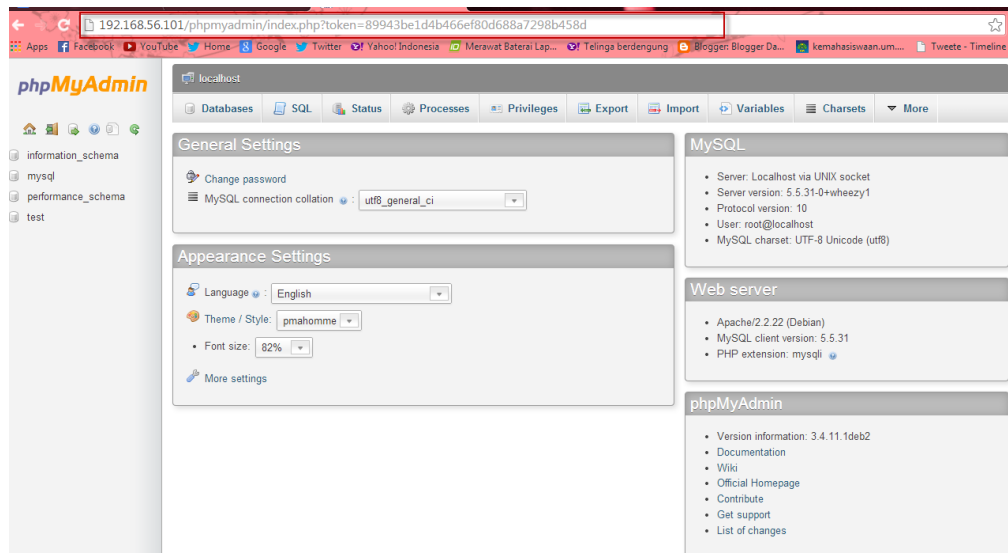 192.168.56.101/phpmyadmin/index.php?token=89943be1d4b466ef80d688a7298b458d
Apps Facebook YouTube Home Google Twitter Yahoo! Indonesia Merawat Baterai Lap... Telinga berdengung Blogger: Blogger Da... kemahasiswaan.um.... Tweete - Timeline
phpMyAdmin
information_schema
mysql
performance_schema
test
localhost
Databases SQL Status Processes Privileges Export Import Variables Charsets More
General Settings
Change password
MySQL connection collation : utf8_general_ci
Appearance Settings
Language : English
Theme / Style: pmahomme
Font size: 82%
More settings
MySQL
Server: Localhost via UNIX socket
Server version: 5.5.31-0+wheezy1
Protocol version: 10
User: root@localhost
MySQL charset: UTF-8 Unicode (utf8)
Web server
Apache/2.2.22 (Debian)
MySQL client version: 5.5.31
PHP extension: mysqli
phpMyAdmin
Version information: 3.4.11.1deb2
Documentation
Wiki
Official Homepage
Contribute
Get support
List of changes